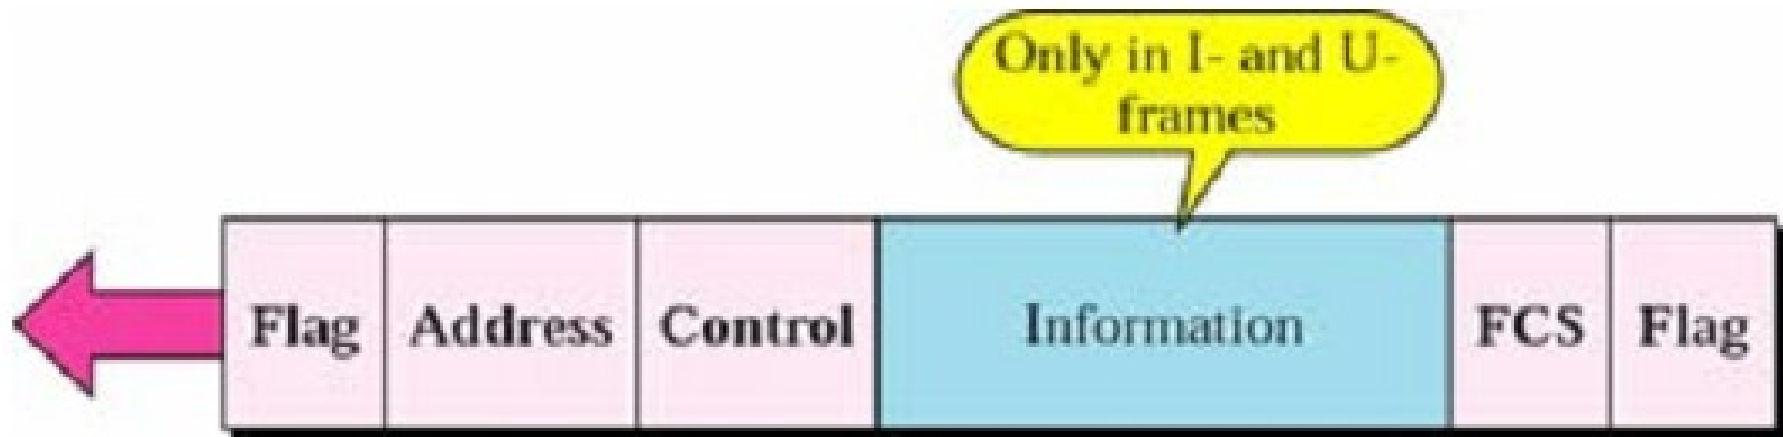 Only in I- and U-
frames
Flag Address Control Information FCS Flag